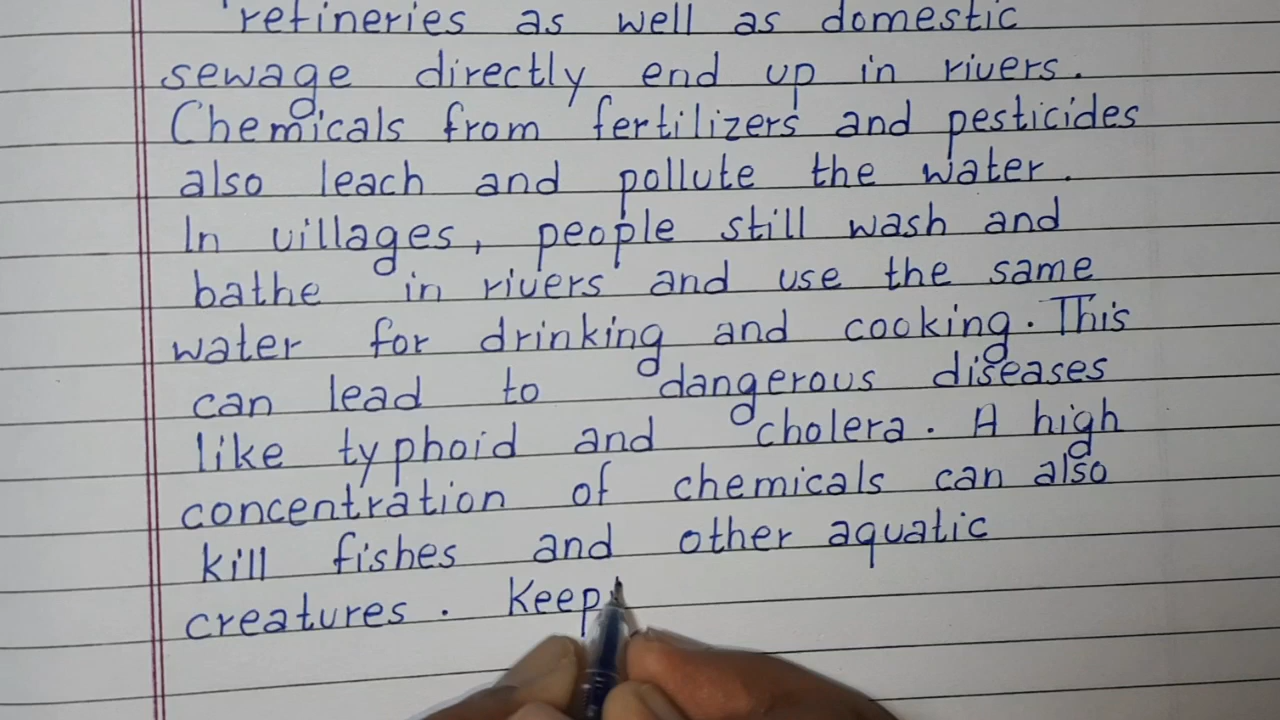 refineries as well as domestic
sewage directly end up in rivers.
Chemicals from fertilizers and pesticides
also leach and pollute the water.
In villages, people still wash and
bathe in rivers and use the same
water for drinking and cooking. This
can lead to dangerous diseases
like typhoid and cholera. A high
concentration of chemicals can also
kill fishes and other aquatic
creatures. Keep